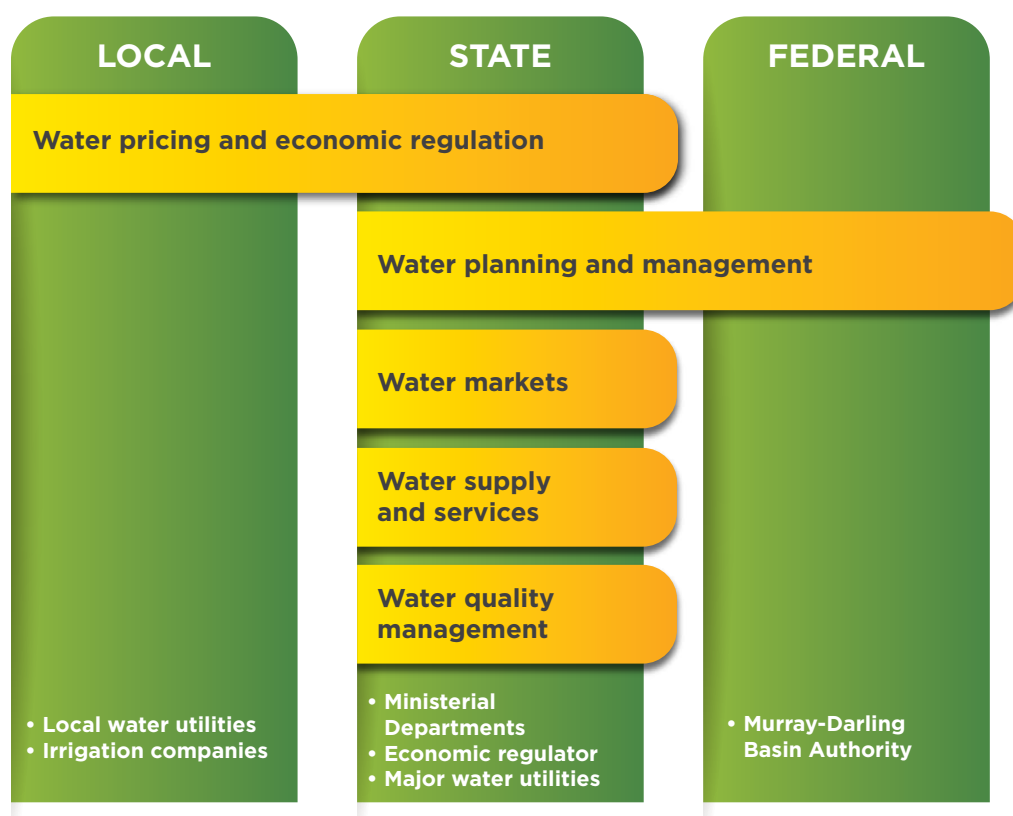 LOCAL
STATE
FEDERAL
Water pricing and economic regulation
Water planning and management
Water markets
Water supply
and services
Water quality
management
• Local water utilities
• Irrigation companies
• Ministerial
Departments
• Economic regulator
• Major water utilities
• Murray-Darling
Basin Authority